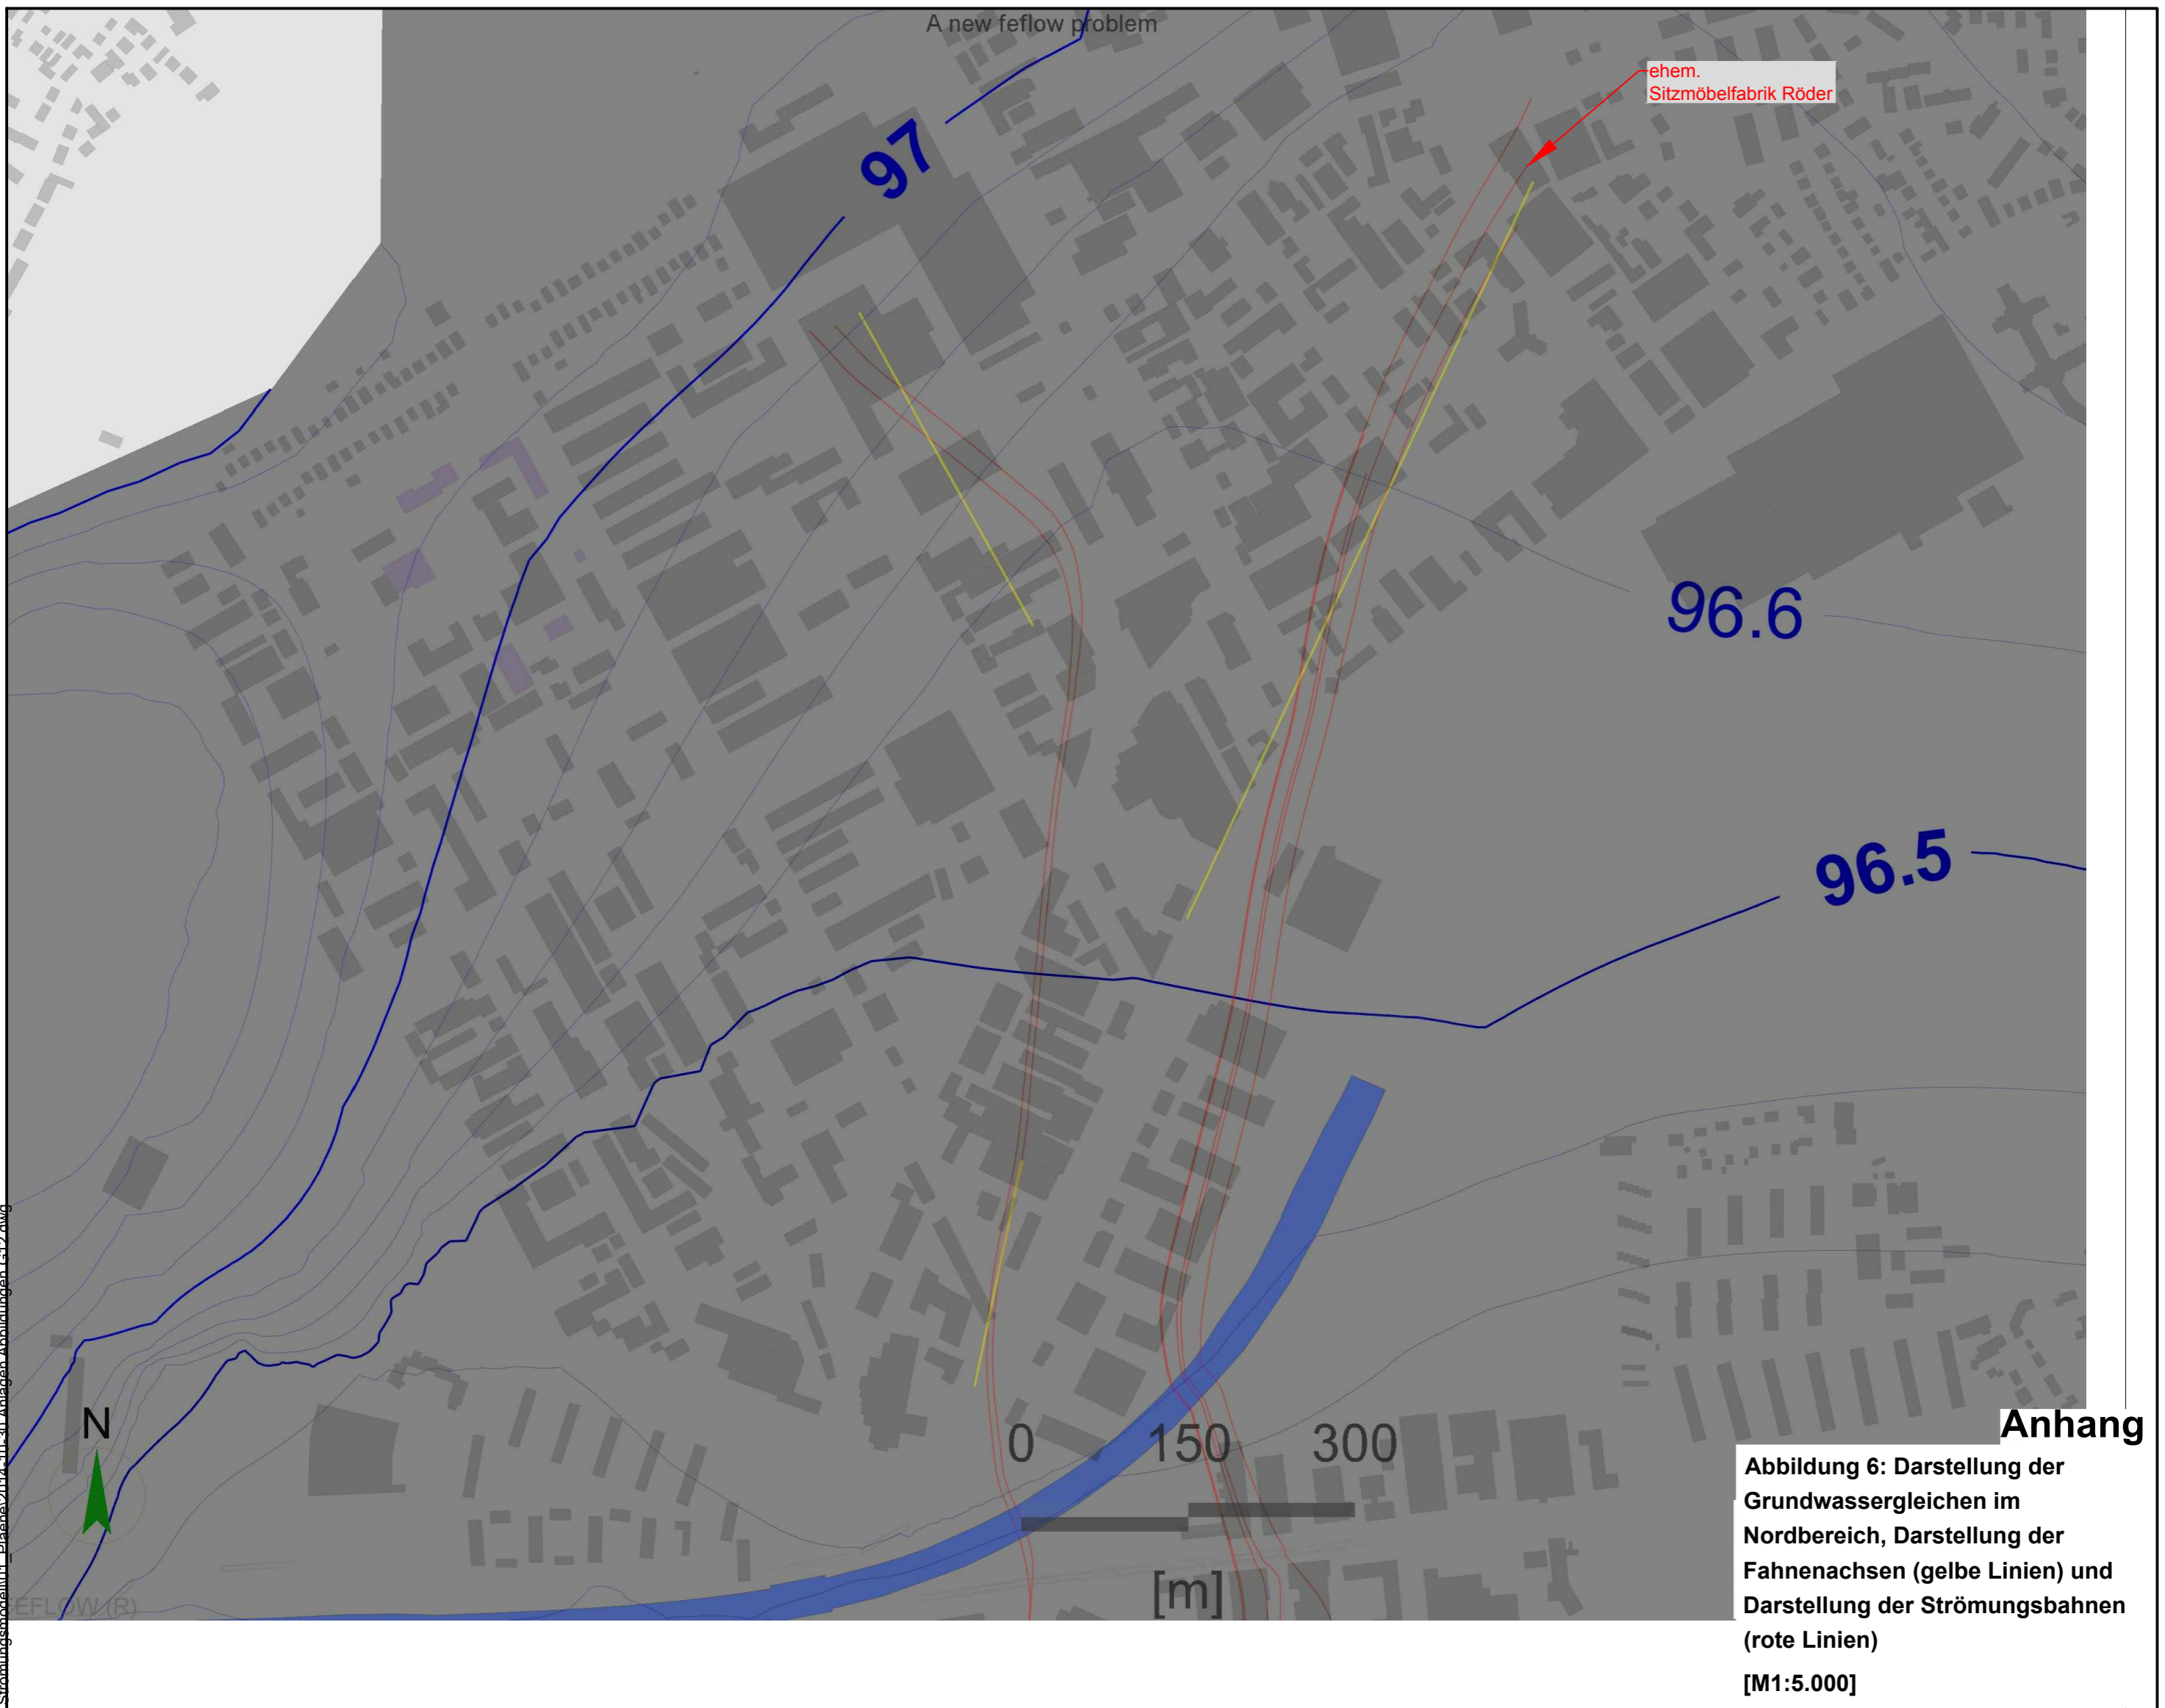 A new feflow problem
ehem.
Sitzmöbelfabrik Röder
97
96.6
96.5
N
0 150 300
[m]
EFLOW (R)
Anhang
Abbildung 6: Darstellung der
Grundwassergleichen im
Nordbereich, Darstellung der
Fahnenachsen (gelbe Linien) und
Darstellung der Strömungsbahnen
(rote Linien)
[M1:5.000]